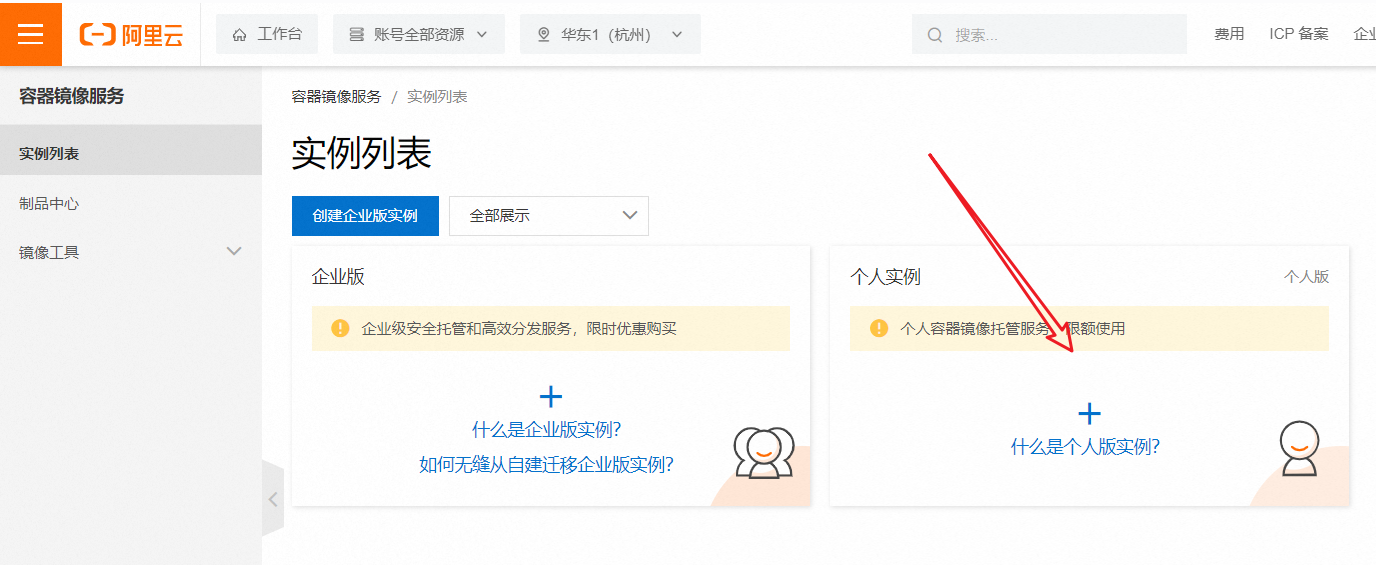 阿里云
工作台
账号全部资源
华东1（杭州）
搜索...
费用
ICP 备案
企业
容器镜像服务
实例列表
制品中心
镜像工具
容器镜像服务 / 实例列表
实例列表
创建企业版实例
全部展示
企业版
企业级安全托管和高效分发服务，限时优惠购买
什么是企业版实例?
如何无缝从自建迁移企业版实例?
个人实例
个人版
个人容器镜像托管服务，限额使用
什么是个人版实例?